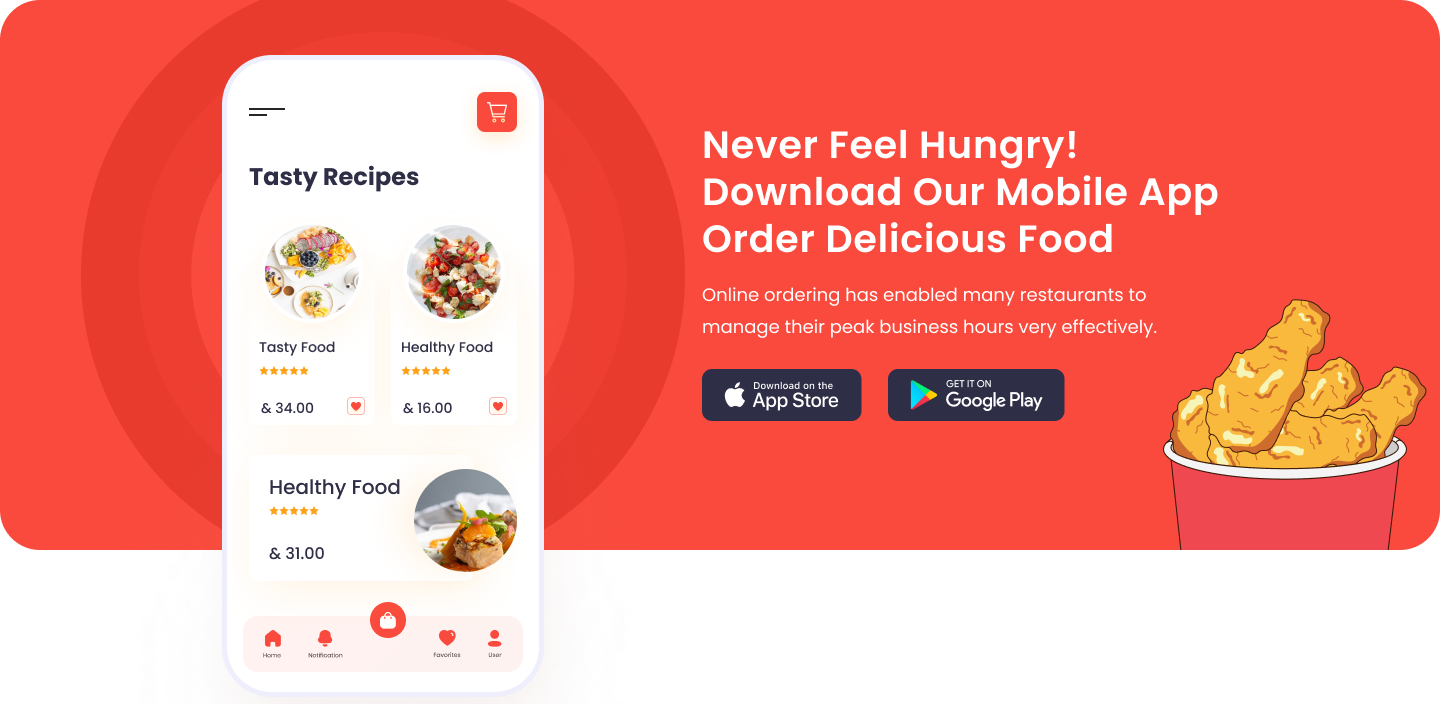 Tasty Recipes
Tasty Food
& 34.00
Healthy Food
& 16.00
Healthy Food
& 31.00
Home
Notification
Favorites
User
Never Feel Hungry!
Download Our Mobile App
Order Delicious Food
Online ordering has enabled many restaurants to
manage their peak business hours very effectively.
Download on the
App Store
GET IT ON
Google Play